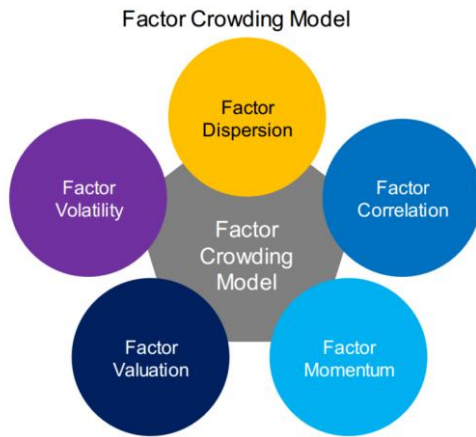 Factor Crowding Model
Factor
Dispersion
Factor
Volatility
Factor
Correlation
Factor
Crowding
Model
Factor
Valuation
Factor
Momentum